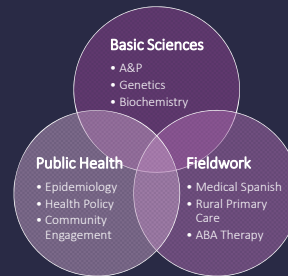 Basic Sciences
• A&P
• Genetics
• Biochemistry
Public Health
• Epidemiology
• Health Policy
• Community
Engagement
Fieldwork
• Medical Spanish
• Rural Primary
Care
• ABA Therapy